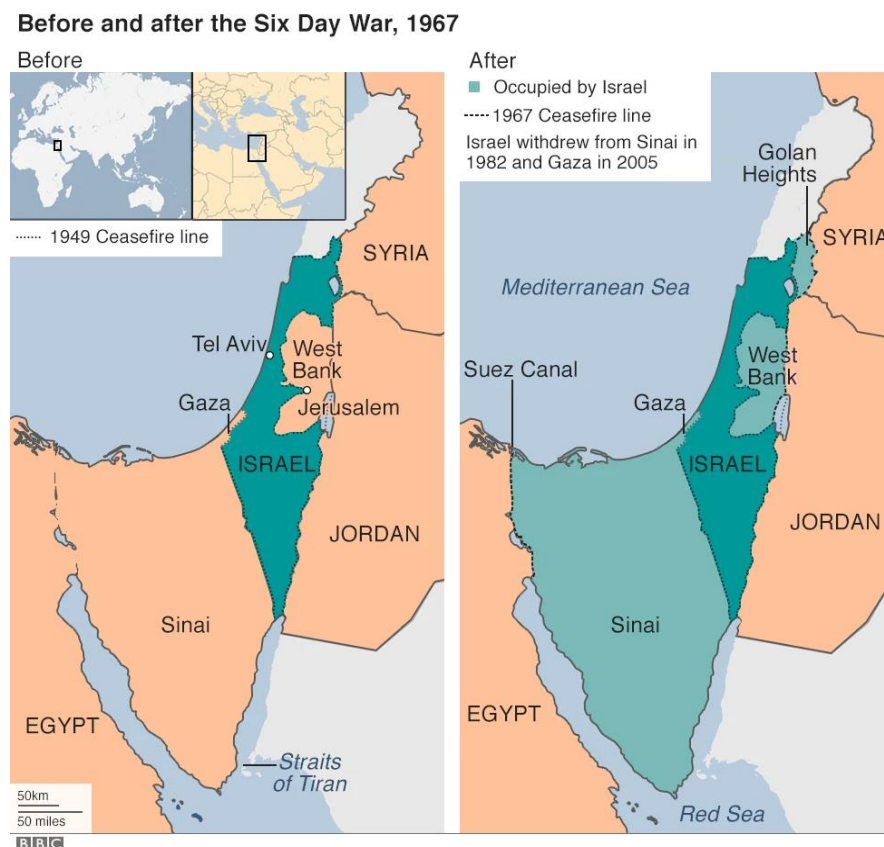 Before and after the Six Day War, 1967
Before
1949 Ceasefire line
SYRIA
Tel Aviv
West
Bank
Gaza
Jerusalem
ISRAEL
JORDAN
Sinai
EGYPT
Straits
of Tiran
50km
50 miles
After
Occupied by Israel
1967 Ceasefire line
Israel withdrew from Sinai in
1982 and Gaza in 2005
Golan
Heights
SYRIA
Mediterranean Sea
Suez Canal
West
Bank
Gaza
ISRAEL
JORDAN
Sinai
EGYPT
Red Sea
BBC